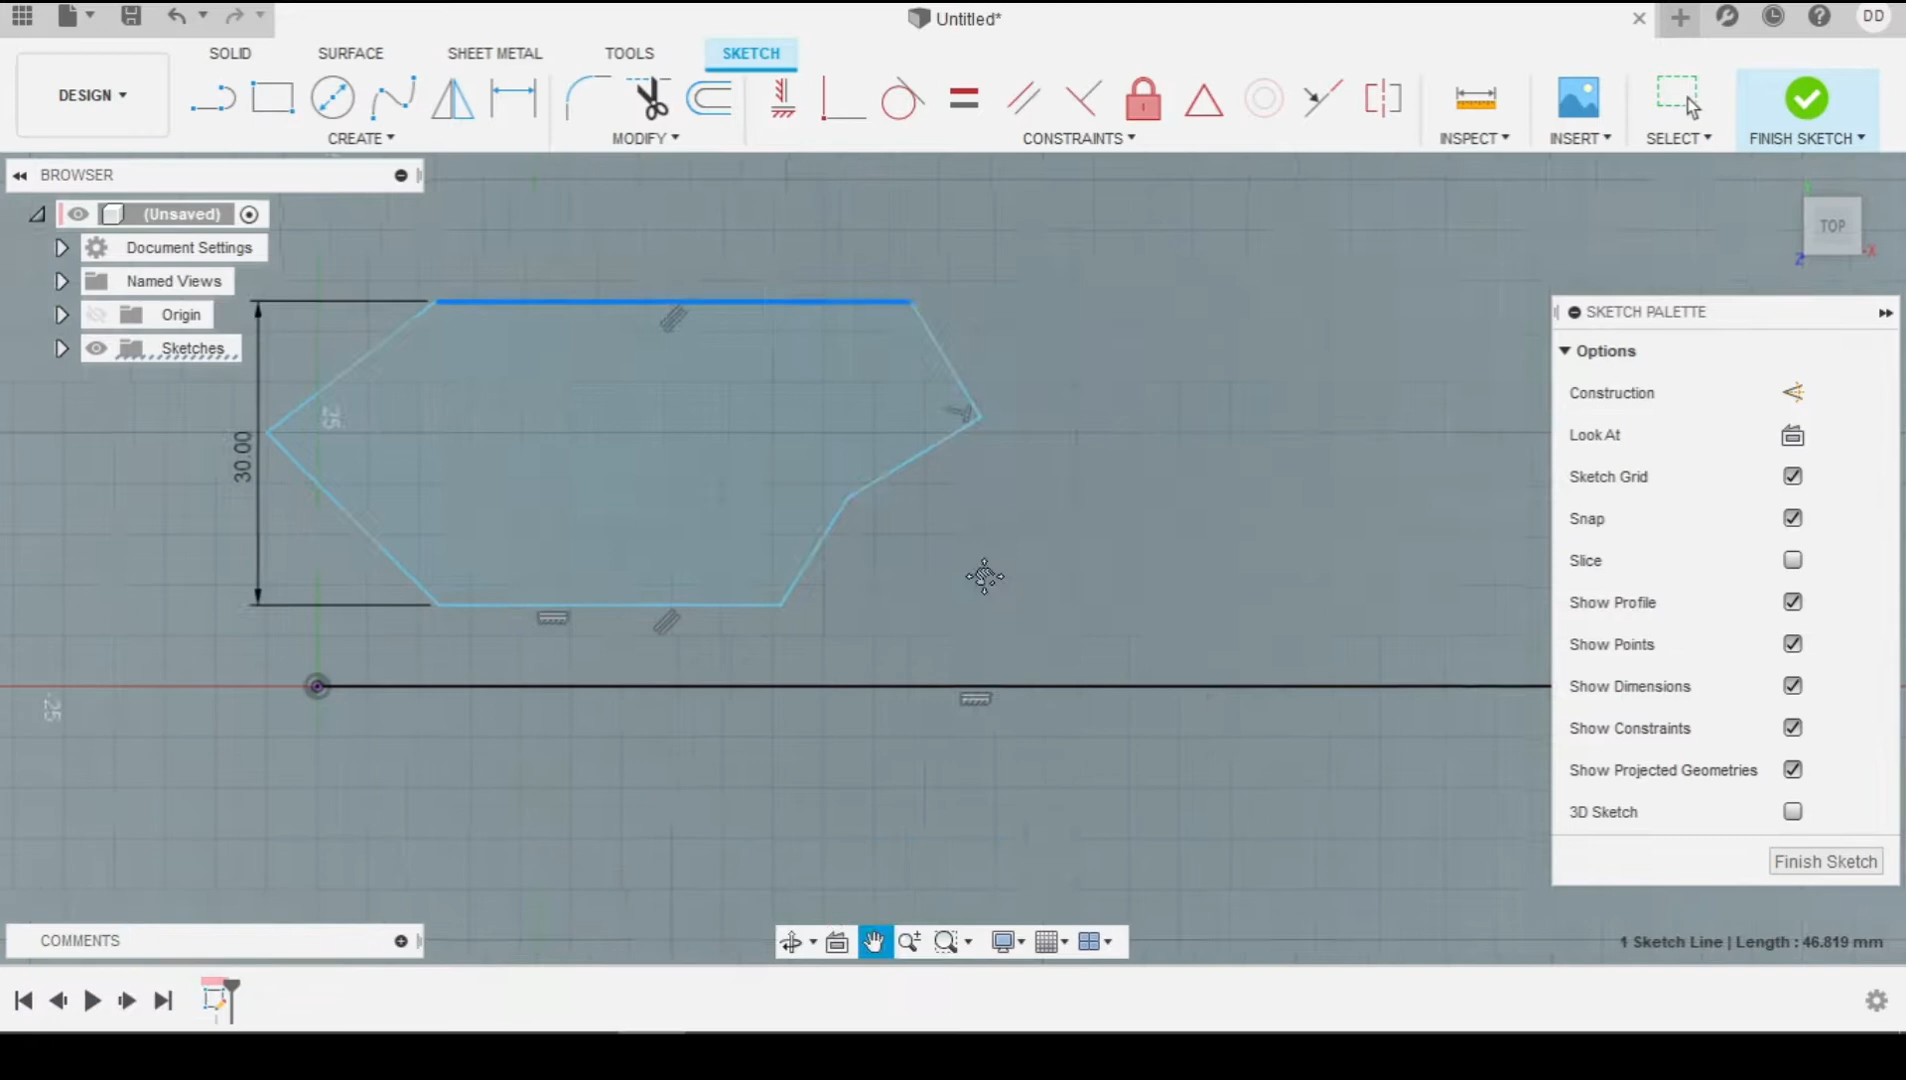 Untitled*
DD
SOLID
SURFACE
SHEET METAL
TOOLS
SKETCH
DESIGN
CREATE
MODIFY
CONSTRAINTS
INSPECT
INSERT
SELECT
FINISH SKETCH
BROWSER
(Unsaved)
Document Settings
Named Views
Origin
Sketches
TOP
Y
X
Z
25
30.00
25
SKETCH PALETTE
Options
Construction
Look At
Sketch Grid
Snap
Slice
Show Profile
Show Points
Show Dimensions
Show Constraints
Show Projected Geometries
3D Sketch
Finish Sketch
COMMENTS
1 Sketch Line | Length : 46.819 mm